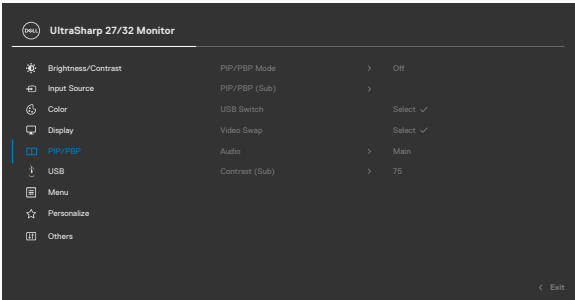 DELL UltraSharp 27/32 Monitor
Brightness/Contrast PIP/PBP Mode > Off
Input Source PIP/PBP (Sub) >
Color USB Switch Select ✓
Display Video Swap Select ✓
PIP/PBP Audio > Main
USB Contrast (Sub) > 75
Menu
Personalize
Others
< Exit